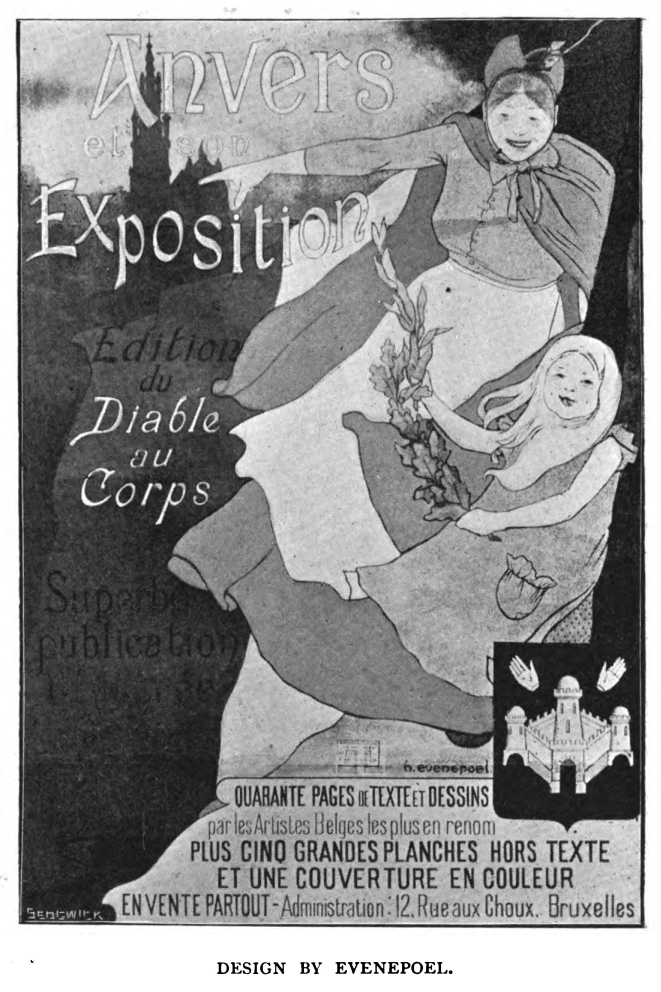 Anvers
et son
Exposition
Edition
du
Diable
au
Corps
Superbe
publication
h. evenepoel
QUARANTE PAGES DE TEXTE ET DESSINS
par les Artistes Belges les plus en renom
PLUS CINQ GRANDES PLANCHES HORS TEXTE
ET UNE COUVERTURE EN COULEUR
EN VENTE PARTOUT - Administration: 12, Rue aux Choux. Bruxelles
SEDGWICK
DESIGN BY EVENEPOEL.